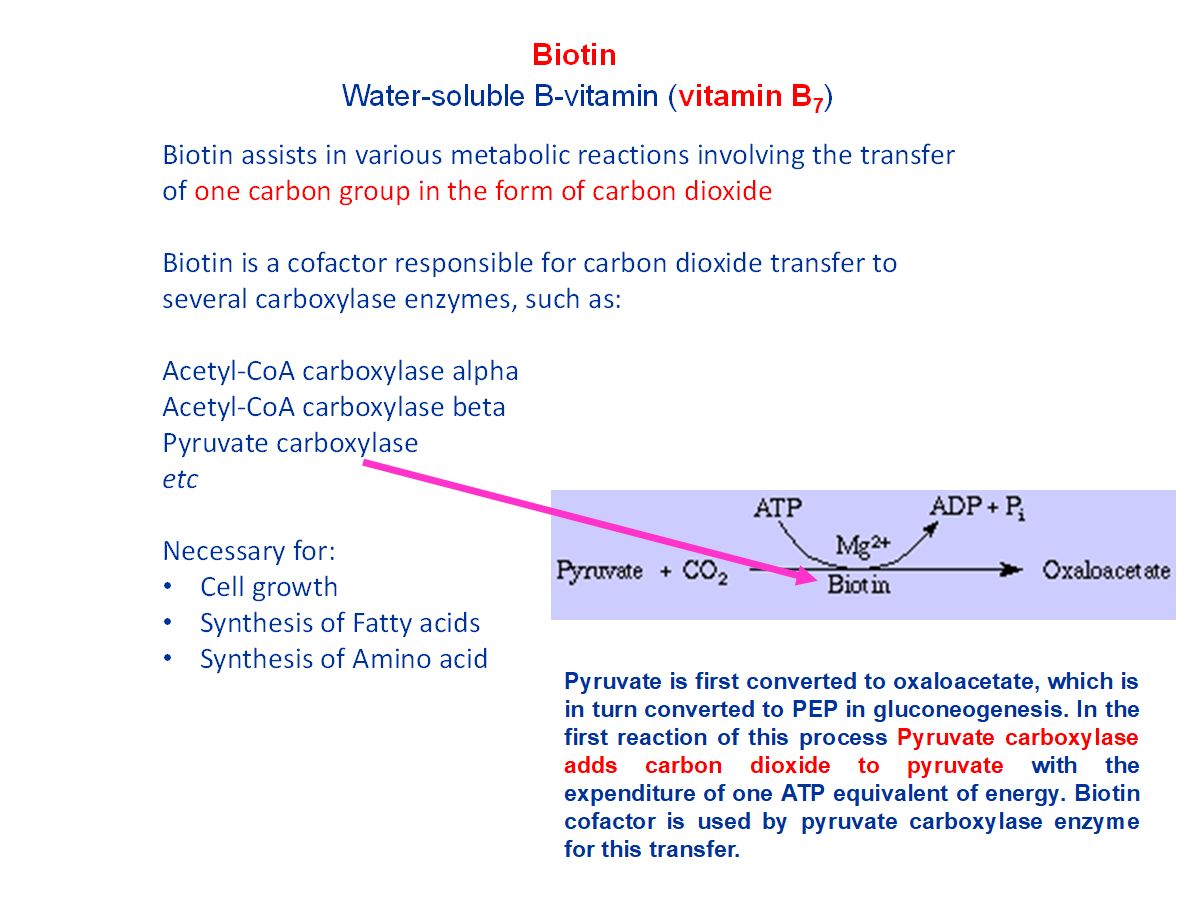 Biotin
Water-soluble B-vitamin (vitamin B7)
Biotin assists in various metabolic reactions involving the transfer
of one carbon group in the form of carbon dioxide
Biotin is a cofactor responsible for carbon dioxide transfer to
several carboxylase enzymes, such as:
Acetyl-CoA carboxylase alpha
Acetyl-CoA carboxylase beta
Pyruvate carboxylase
etc
Necessary for:
• Cell growth
• Synthesis of Fatty acids
• Synthesis of Amino acid
ATP ADP + Pi
Mg2+
Pyruvate + CO2 Oxaloacetate
Biotin
Pyruvate is first converted to oxaloacetate, which is
in turn converted to PEP in gluconeogenesis. In the
first reaction of this process Pyruvate carboxylase
adds carbon dioxide to pyruvate with the
expenditure of one ATP equivalent of energy. Biotin
cofactor is used by pyruvate carboxylase enzyme
for this transfer.